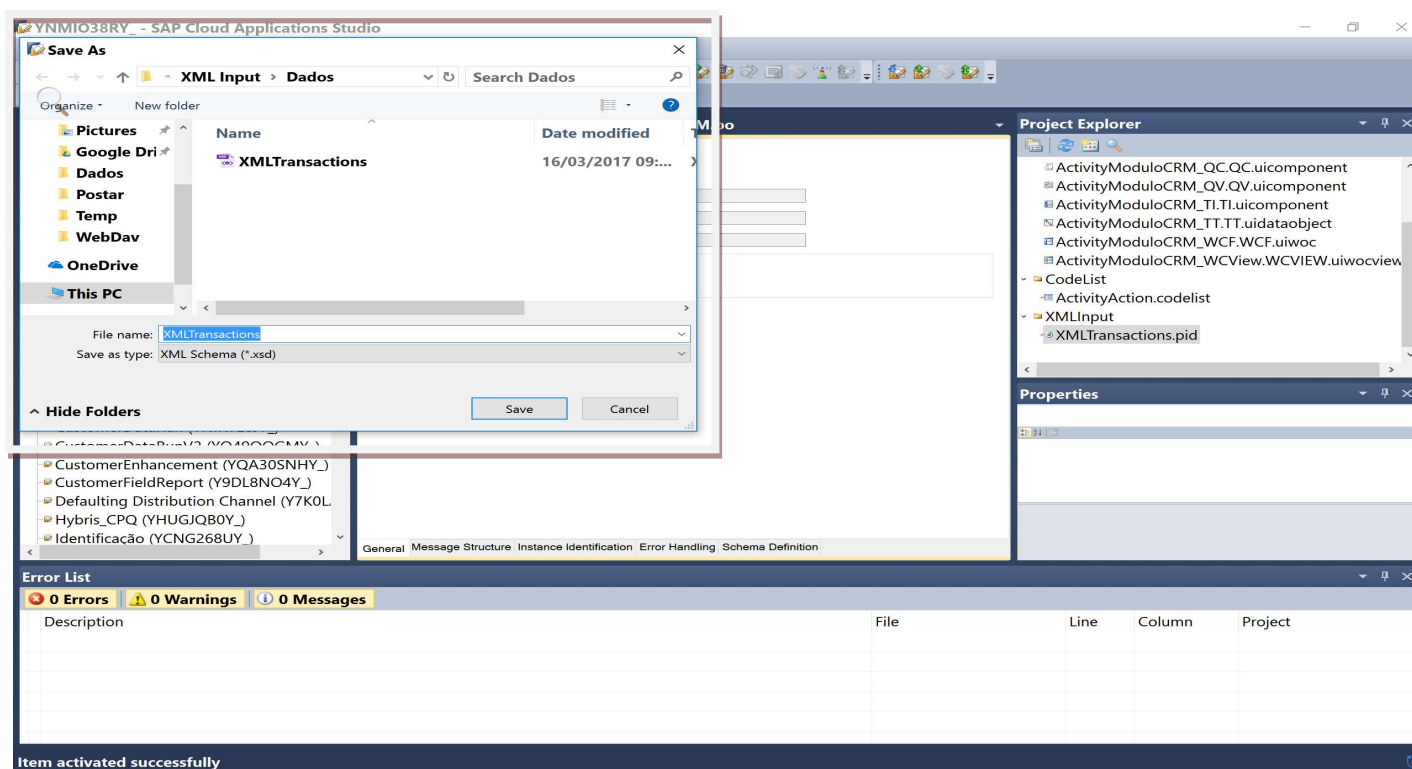 YNMIO38RY_ - SAP Cloud Applications Studio
Save As
XML Input › Dados
Search Dados
Organize
New folder
Pictures
Google Dri
Dados
Postar
Temp
WebDav
OneDrive
This PC
Name
Date modified
XMLTransactions
16/03/2017 09:...
File name: XMLTransactions
Save as type: XML Schema (*.xsd)
Hide Folders
Save
Cancel
CustomerEnhancement (YQA30SNHY_)
CustomerFieldReport (Y9DL8NO4Y_)
Defaulting Distribution Channel (Y7K0L
Hybris_CPQ (YHUGJQB0Y_)
Identificação (YCNG268UY_)
General
Message Structure
Instance Identification
Error Handling
Schema Definition
Project Explorer
ActivityModuloCRM_QC.QC.uicomponent
ActivityModuloCRM_QV.QV.uicomponent
ActivityModuloCRM_TI.TI.uicomponent
ActivityModuloCRM_TT.TT.uidataobject
ActivityModuloCRM_WCF.WCF.uiwoc
ActivityModuloCRM_WCView.WCVIEW.uiwocview
CodeList
ActivityAction.codelist
XMLInput
XMLTransactions.pid
Properties
Error List
0 Errors
0 Warnings
0 Messages
Description
File
Line
Column
Project
Item activated successfully